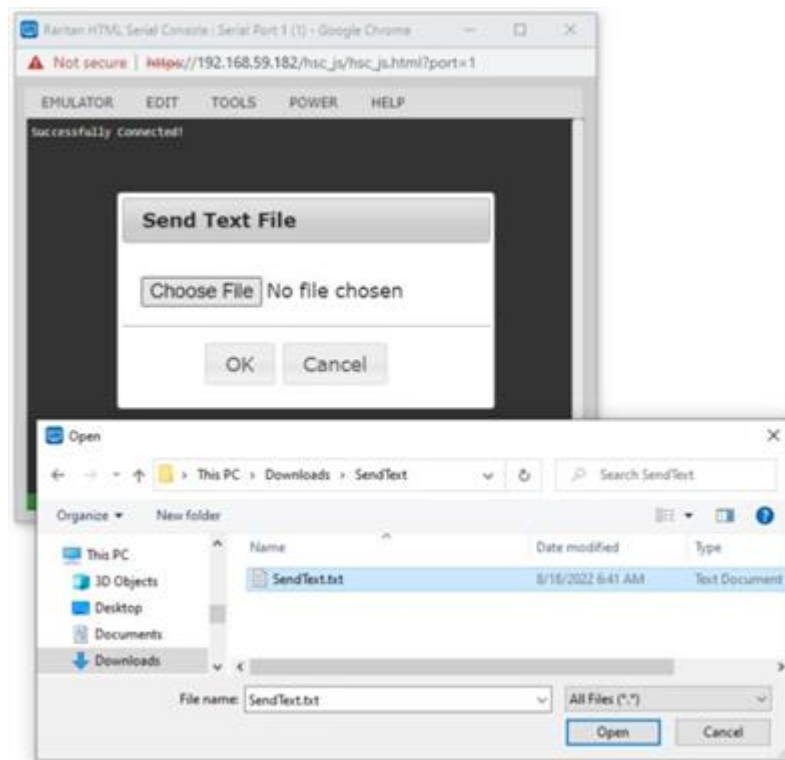 Raritan HTML Serial Console : Serial Port 1 (1) - Google Chrome
Not secure | https://192.168.59.182/hsc_js/hsc_js.html?port=1
EMULATOR EDIT TOOLS POWER HELP
Successfully Connected!
Send Text File
Choose File No file chosen
OK Cancel
Open
This PC > Downloads > SendText
Search SendText
Organize New folder
Name Date modified Type
SendText.txt 8/18/2022 6:41 AM Text Document
This PC
3D Objects
Desktop
Documents
Downloads
File name: SendText.txt All Files (*.*)
Open Cancel